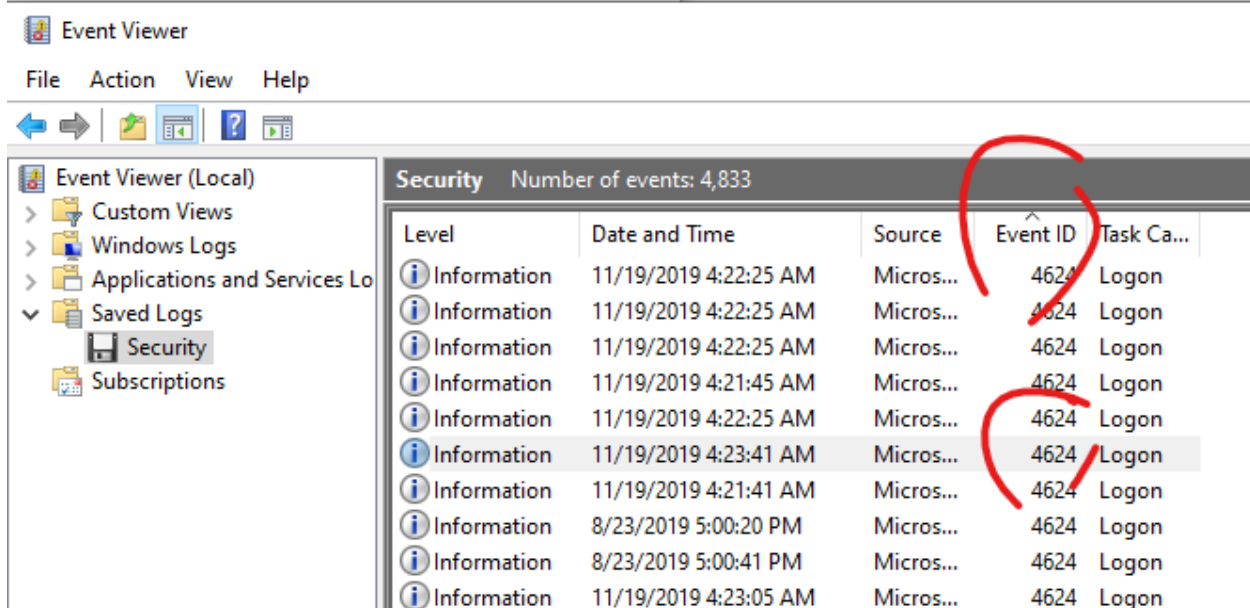 Event Viewer
File Action View Help
Event Viewer (Local)
Custom Views
Windows Logs
Applications and Services Lo
Saved Logs
Security
Subscriptions
Security Number of events: 4,833
Level Date and Time Source Event ID Task Ca...
Information 11/19/2019 4:22:25 AM Micros... 4624 Logon
Information 11/19/2019 4:22:25 AM Micros... 4624 Logon
Information 11/19/2019 4:22:25 AM Micros... 4624 Logon
Information 11/19/2019 4:21:45 AM Micros... 4624 Logon
Information 11/19/2019 4:22:25 AM Micros... 4624 Logon
Information 11/19/2019 4:23:41 AM Micros... 4624 Logon
Information 11/19/2019 4:21:41 AM Micros... 4624 Logon
Information 8/23/2019 5:00:20 PM Micros... 4624 Logon
Information 8/23/2019 5:00:41 PM Micros... 4624 Logon
Information 11/19/2019 4:23:05 AM Micros... 4624 Logon